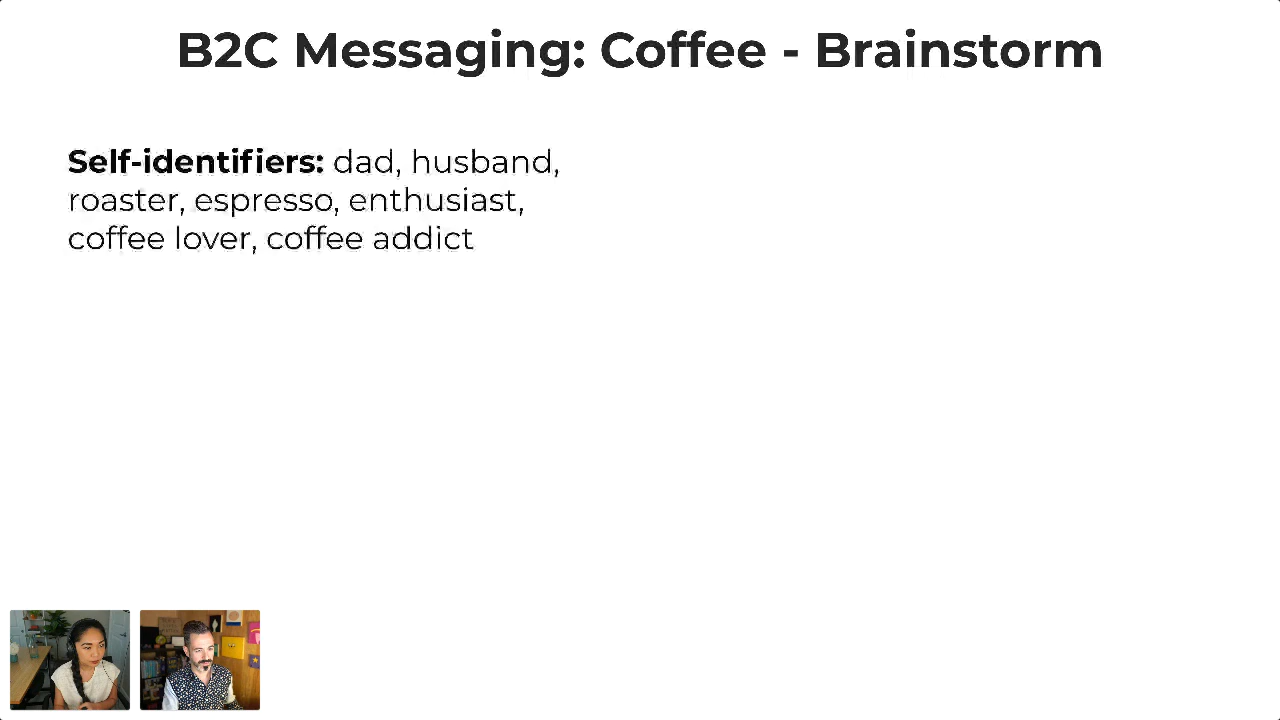 B2C Messaging: Coffee - Brainstorm
Self-identifiers: dad, husband,
roaster, espresso, enthusiast,
coffee lover, coffee addict